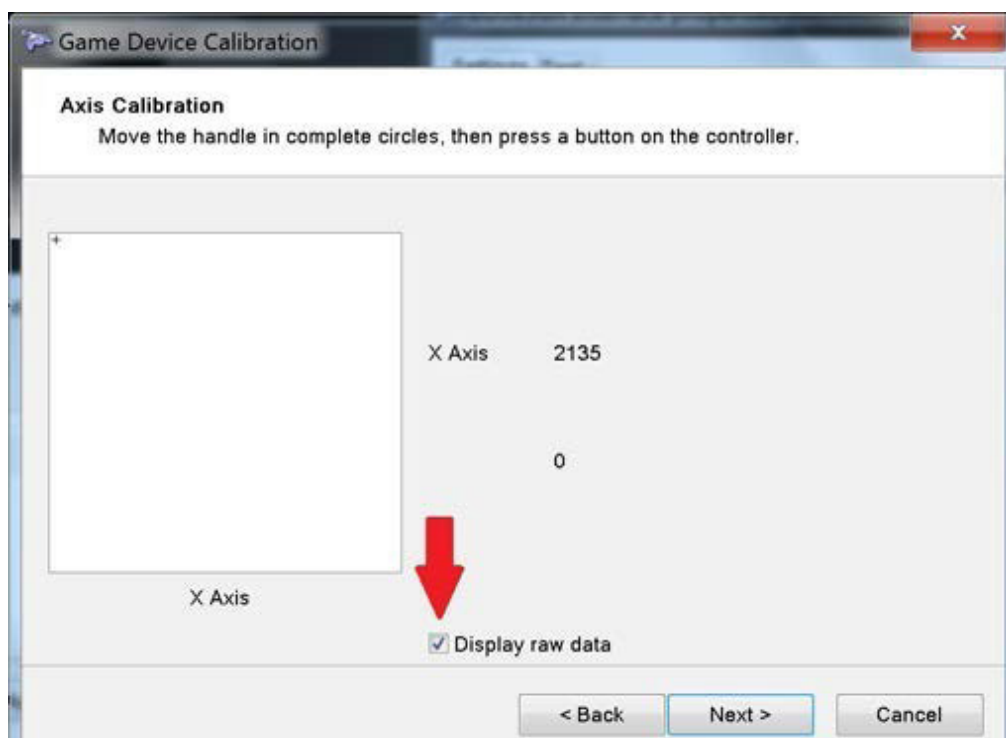 Game Device Calibration
Axis Calibration
Move the handle in complete circles, then press a button on the controller.
X Axis 2135
0
X Axis
Display raw data
< Back Next > Cancel